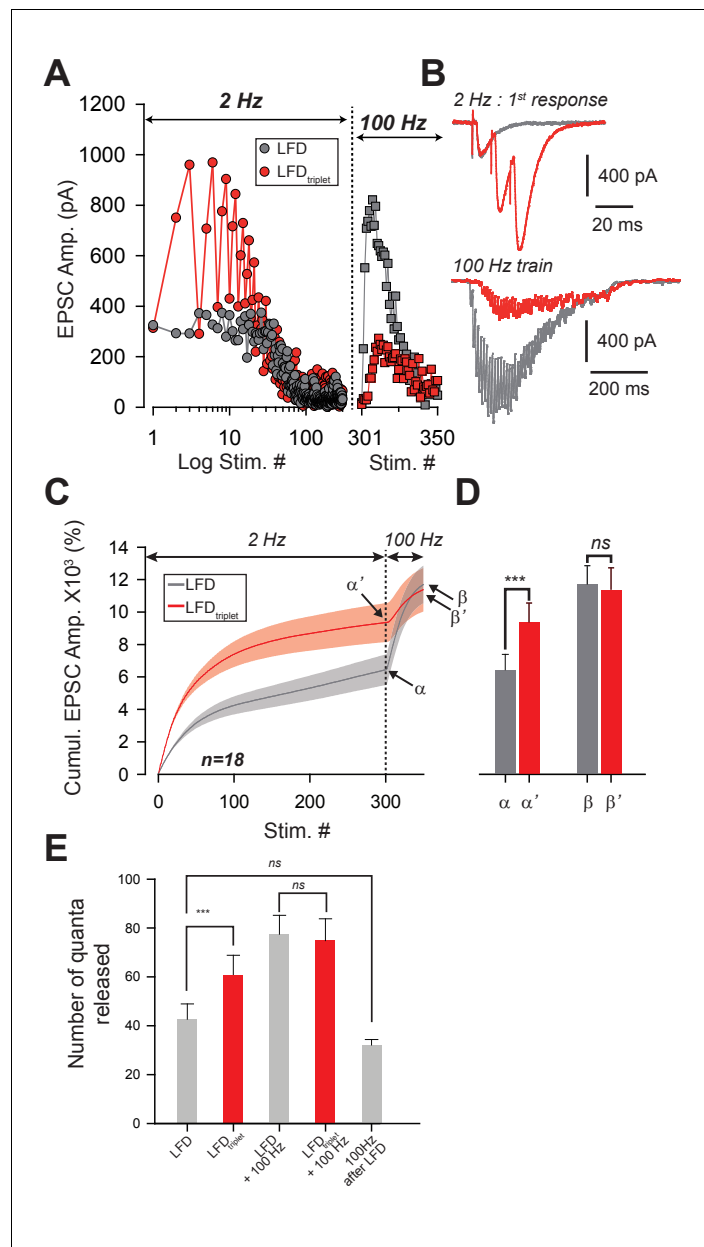 A
B
2 Hz
100 Hz
LFD
LFDtriplet
1200
1000
800
600
400
200
0
EPSC Amp. (pA)
1
10
100
Log Stim. #
301
350
Stim. #
2 Hz : 1st response
400 pA
20 ms
100 Hz train
400 pA
200 ms
C
D
2 Hz
100 Hz
LFD
LFDtriplet
14
12
10
8
6
4
2
0
Cumul. EPSC Amp. X10³ (%)
α'
β
β'
α
n=18
0
100
200
300
Stim. #
***
ns
α
α'
β
β'
E
ns
***
ns
100
80
60
40
20
0
Number of quanta
released
LFD
LFDtriplet
LFD
+ 100 Hz
LFDtriplet
+ 100 Hz
100Hz
after LFD